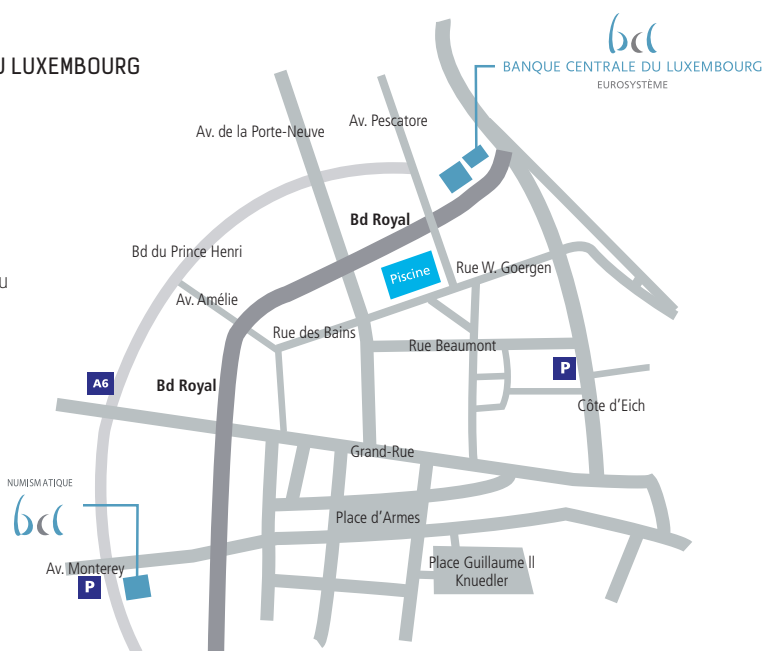 bcl
BANQUE CENTRALE DU LUXEMBOURG
EUROSYSTÈME
U LUXEMBOURG
Av. Pescatore
Av. de la Porte-Neuve
Bd Royal
Bd du Prince Henri
Piscine
Rue W. Goergen
u
Av. Amélie
Rue des Bains
Rue Beaumont
P
A6
Bd Royal
Côte d’Eich
Grand-Rue
NUMISMATIQUE
bcl
Place d’Armes
Av. Monterey
P
Place Guillaume II
Knuedler